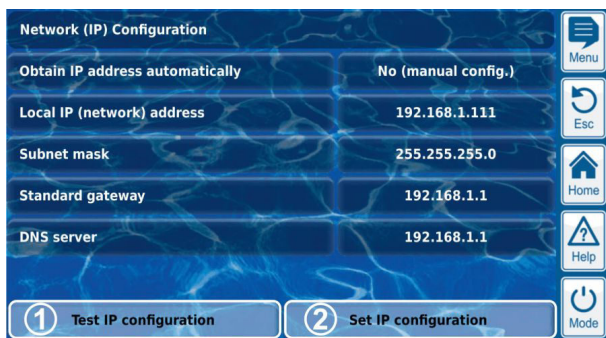 Network (IP) Configuration
Menu
Obtain IP address automatically No (manual config.)
Local IP (network) address 192.168.1.111
Esc
Subnet mask 255.255.255.0
Standard gateway 192.168.1.1
Home
DNS server 192.168.1.1
Help
1 Test IP configuration 2 Set IP configuration
Mode